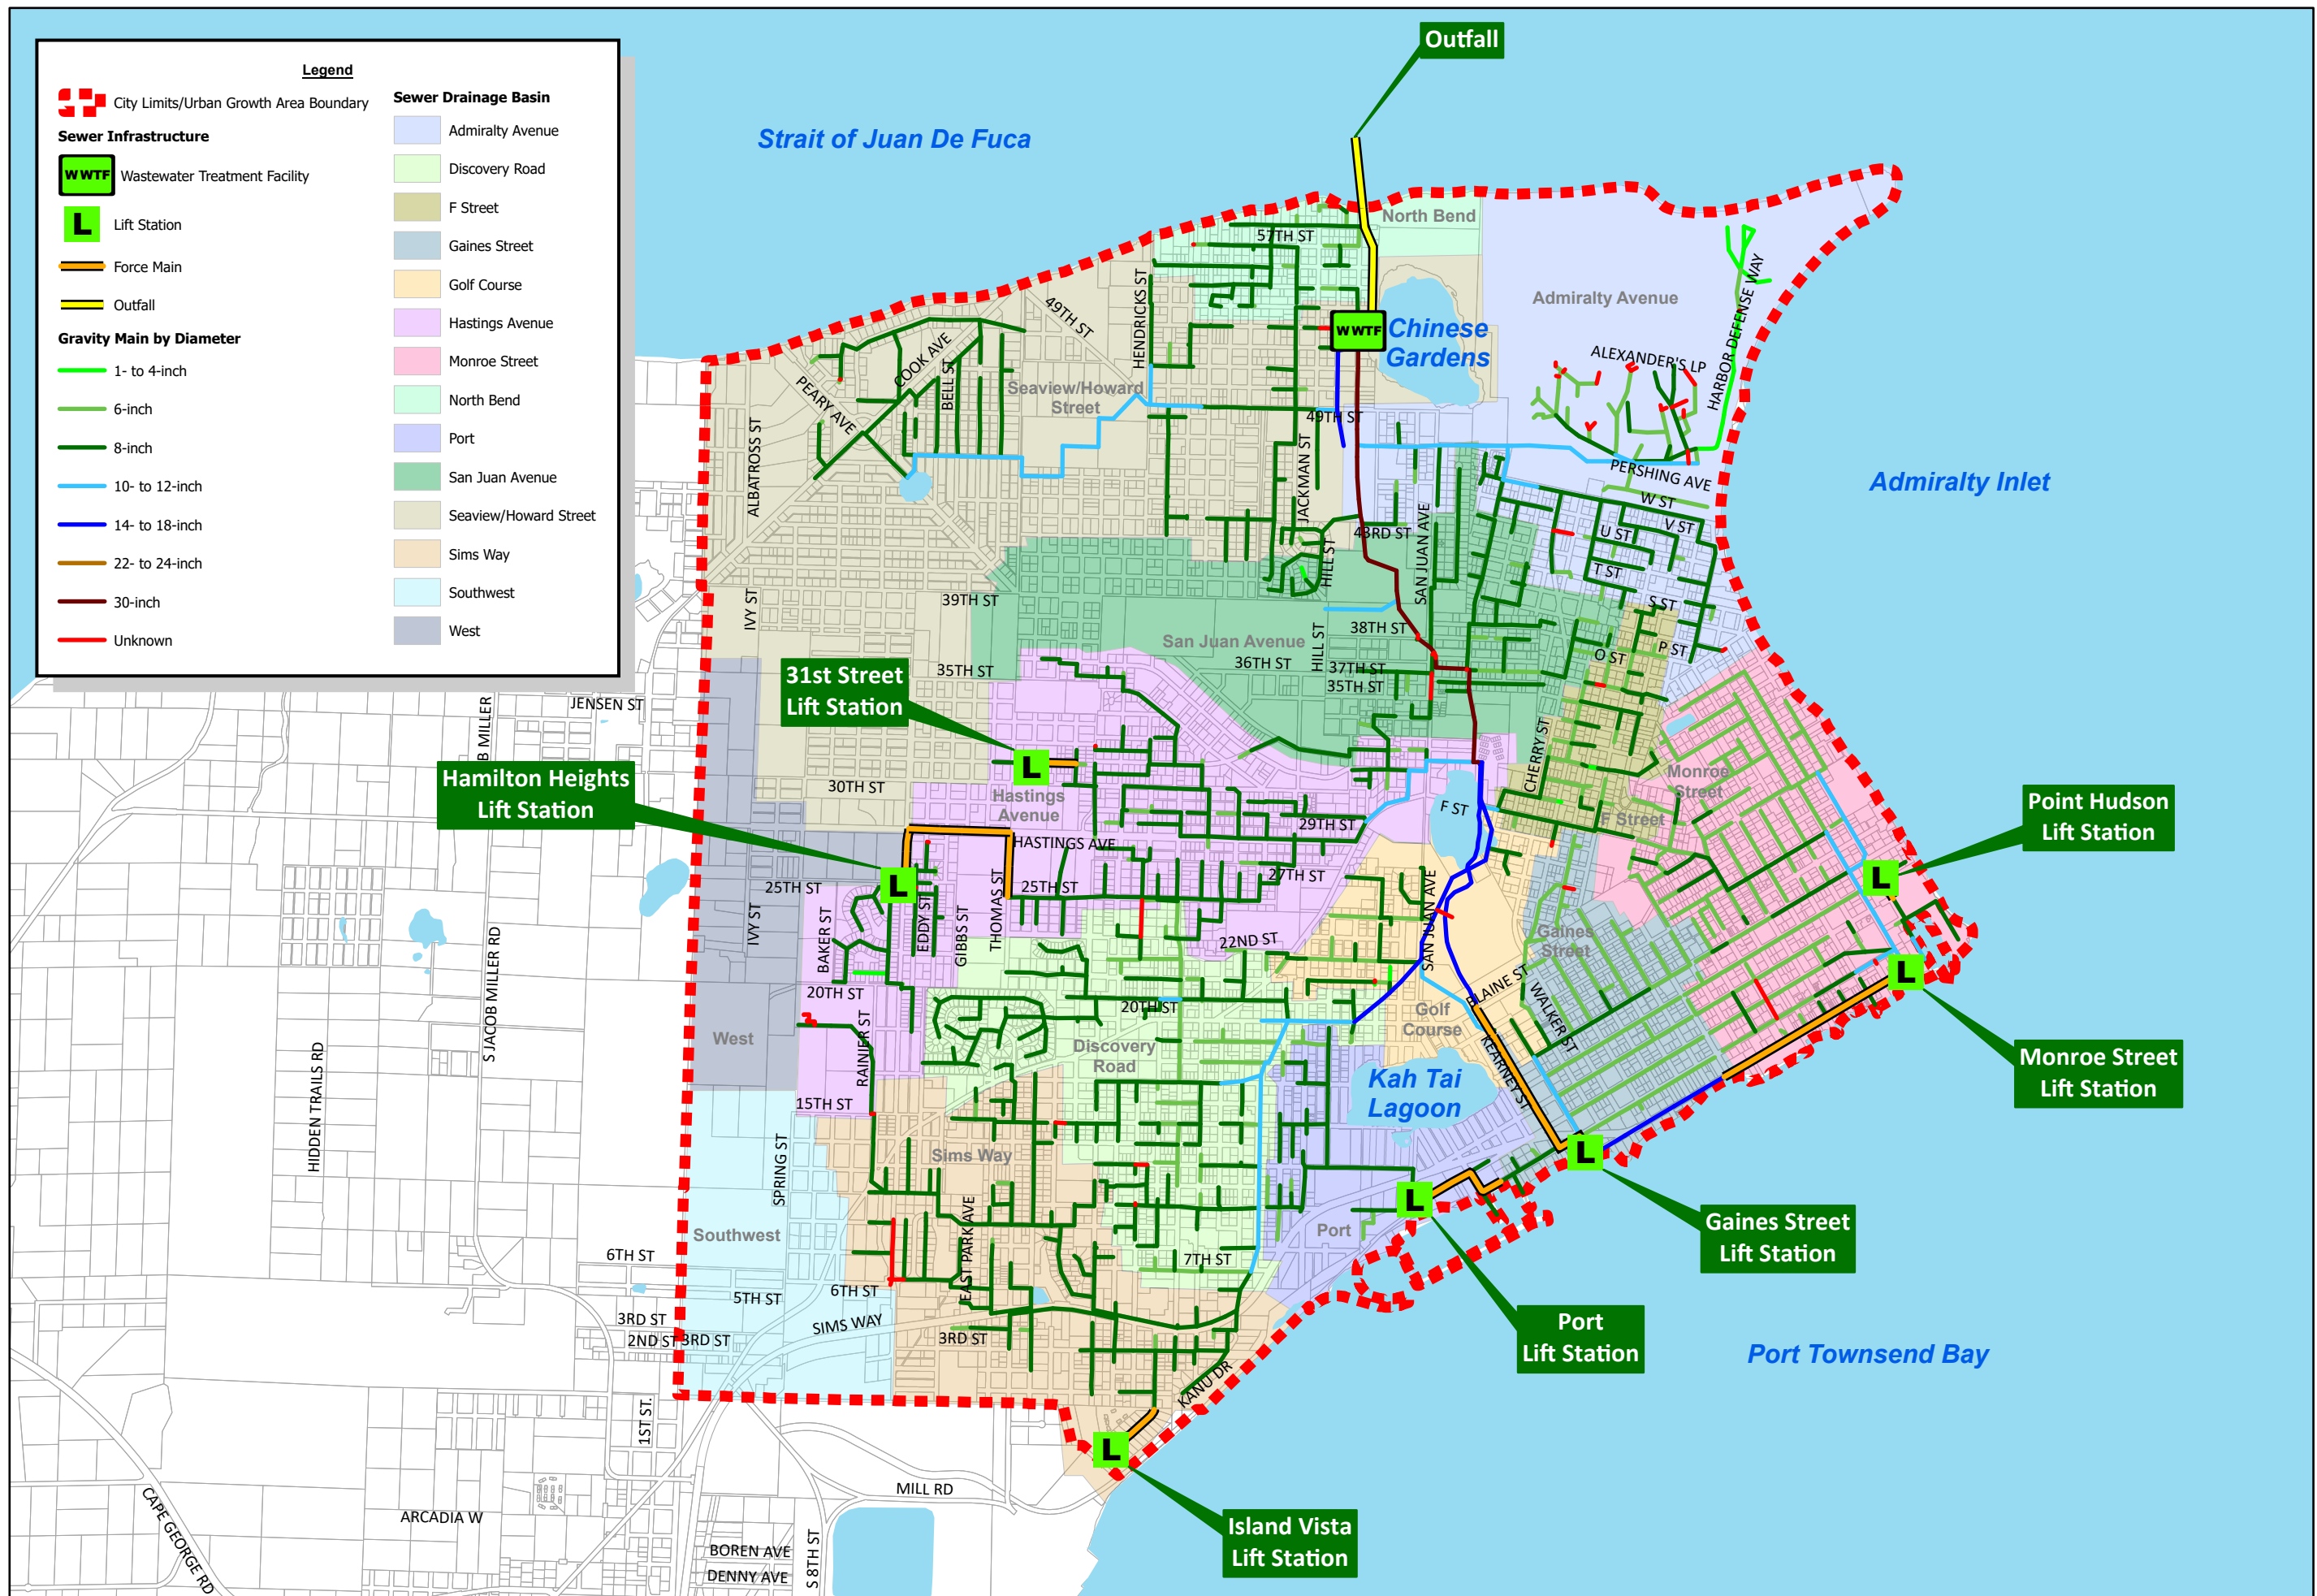 Legend
City Limits/Urban Growth Area Boundary
Sewer Infrastructure
WWTF Wastewater Treatment Facility
L Lift Station
Force Main
Outfall
Gravity Main by Diameter
1- to 4-inch
6-inch
8-inch
10- to 12-inch
14- to 18-inch
22- to 24-inch
30-inch
Unknown
Sewer Drainage Basin
Admiralty Avenue
Discovery Road
F Street
Gaines Street
Golf Course
Hastings Avenue
Monroe Street
North Bend
Port
San Juan Avenue
Seaview/Howard Street
Sims Way
Southwest
West
Outfall
Strait of Juan De Fuca
North Bend
57TH ST
HENDRICKS ST
49TH ST
WWTF
Chinese
Gardens
Admiralty Avenue
HARBOR DEFENSE WAY
ALEXANDER'S LP
COOK AVE
PEARY AVE
BELL ST
Seaview/Howard
Street
49TH ST
ALBATROSS ST
JACKMAN ST
PERSHING AVE
Admiralty Inlet
W ST
V ST
U ST
T ST
S ST
P ST
O ST
43RD ST
HILL ST
SAN JUAN AVE
IVY ST
39TH ST
San Juan Avenue
38TH ST
HILL ST
36TH ST
37TH ST
35TH ST
35TH ST
31st Street
Lift Station
L
JENSEN ST
B MILLER
Hamilton Heights
Lift Station
L
30TH ST
Hastings
Avenue
HASTINGS AVE
29TH ST
F ST
CHERRY ST
Monroe
Street
F Street
Point Hudson
Lift Station
L
25TH ST
25TH ST
27TH ST
IVY ST
BAKER ST
EDDY ST
GIBBS ST
THOMAS ST
22ND ST
SAN JUAN AVE
Gaines
Street
L
20TH ST
20TH ST
BLAINE ST
WALKER ST
Golf
Course
KEARNEY ST
S JACOB MILLER RD
HIDDEN TRAILS RD
West
RAINIER ST
Discovery
Road
Kah Tai
Lagoon
Monroe Street
Lift Station
15TH ST
SPRING ST
Sims Way
L
L
Gaines Street
Lift Station
Southwest
Port
EAST PARK AVE
7TH ST
6TH ST
6TH ST
5TH ST
3RD ST
2ND ST
3RD ST
SIMS WAY
3RD ST
Port
Lift Station
Port Townsend Bay
KANU DR
1ST ST.
L
MILL RD
CAPE GEORGE RD
ARCADIA W
BOREN AVE
DENNY AVE
S 8TH ST
Island Vista
Lift Station